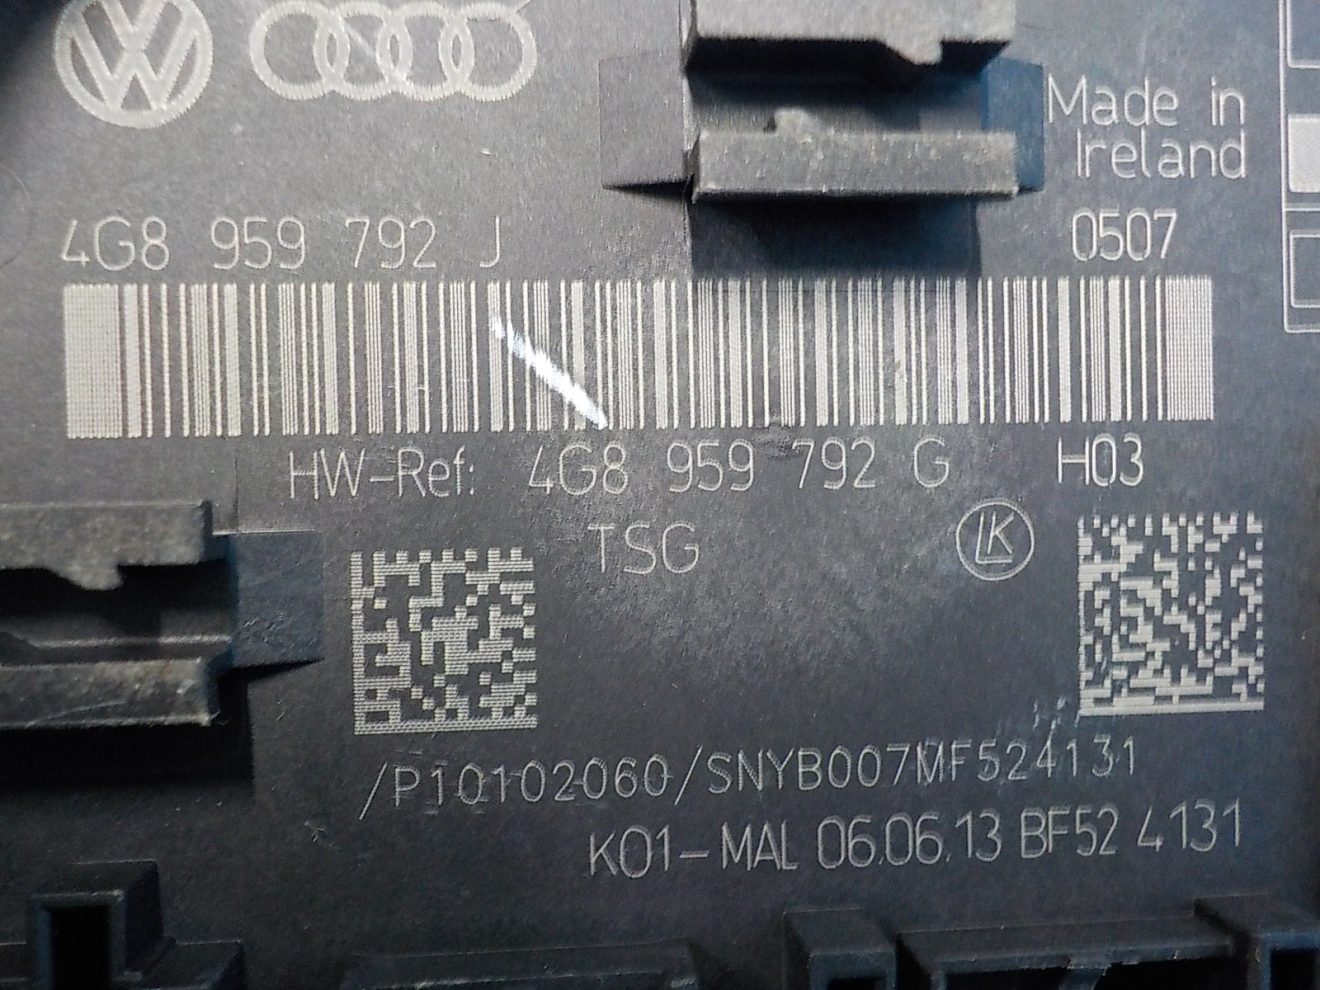 Made in
Ireland
4G8 959 792 J
0507
HW-Ref: 4G8 959 792 G H03
TSG
LK
/P10102060/SNYB007MF524131
K01-MAL 06.06.13 BF52 4131